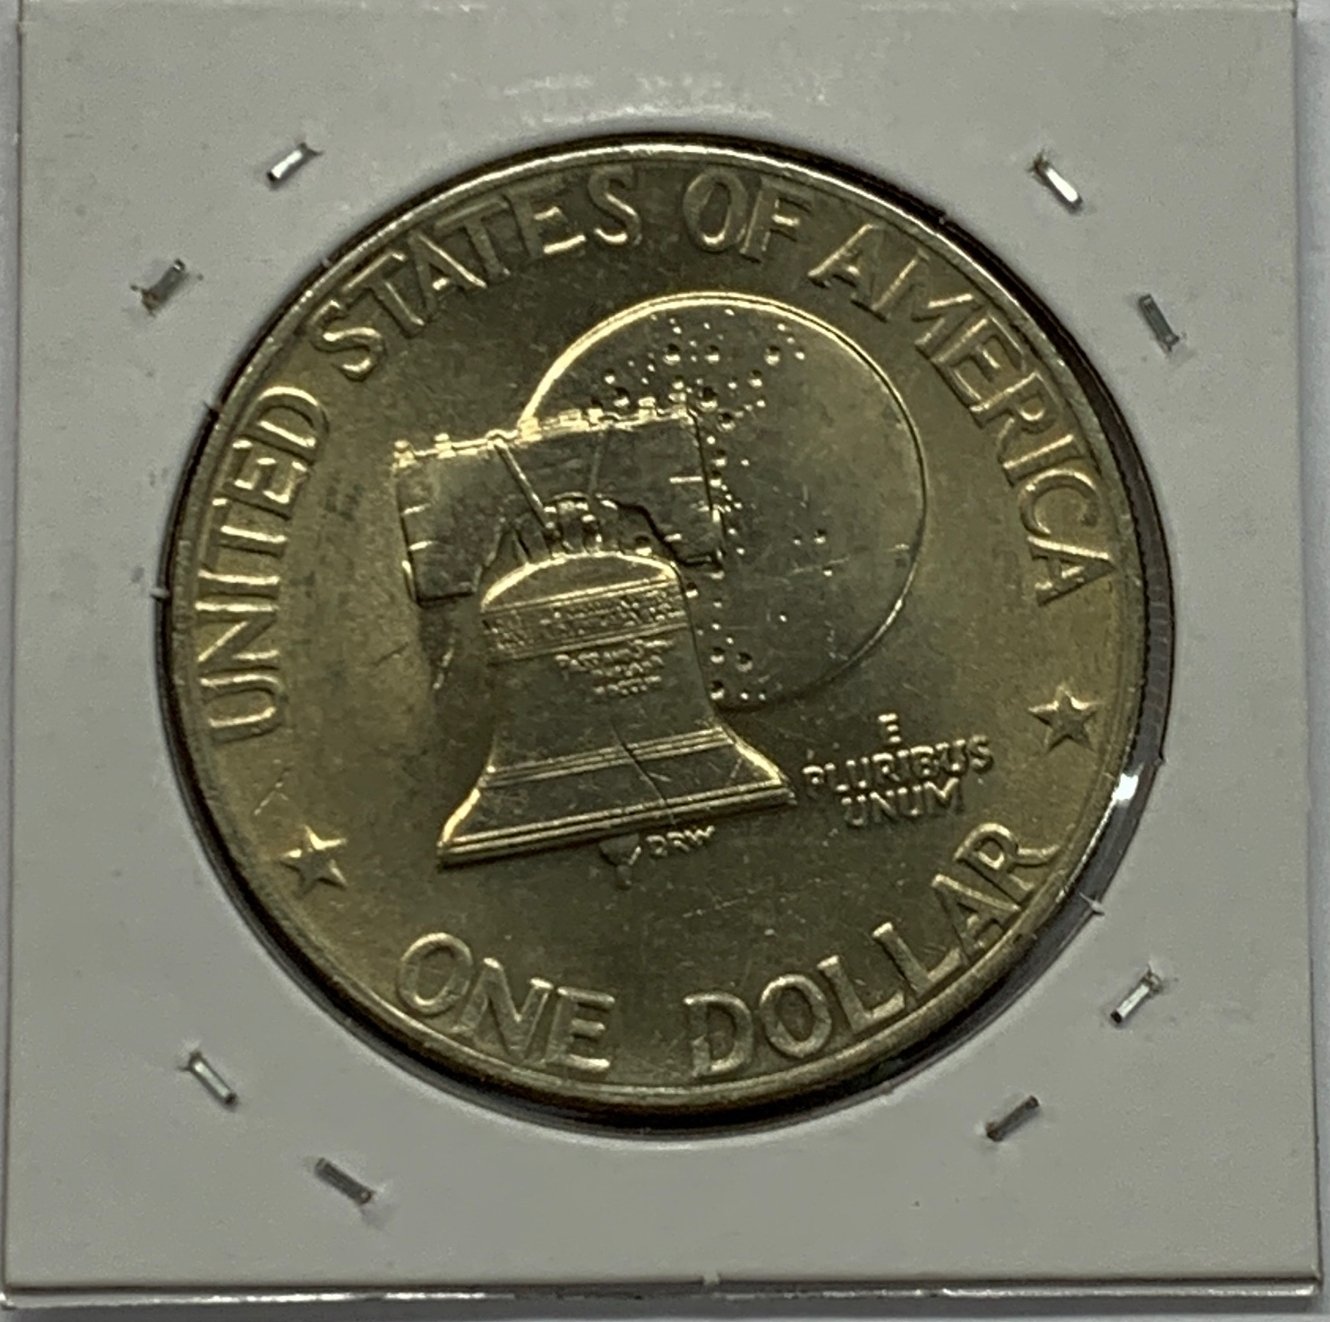 UNITED STATES OF AMERICA
E
PLURIBUS
UNUM
DRW
ONE DOLLAR